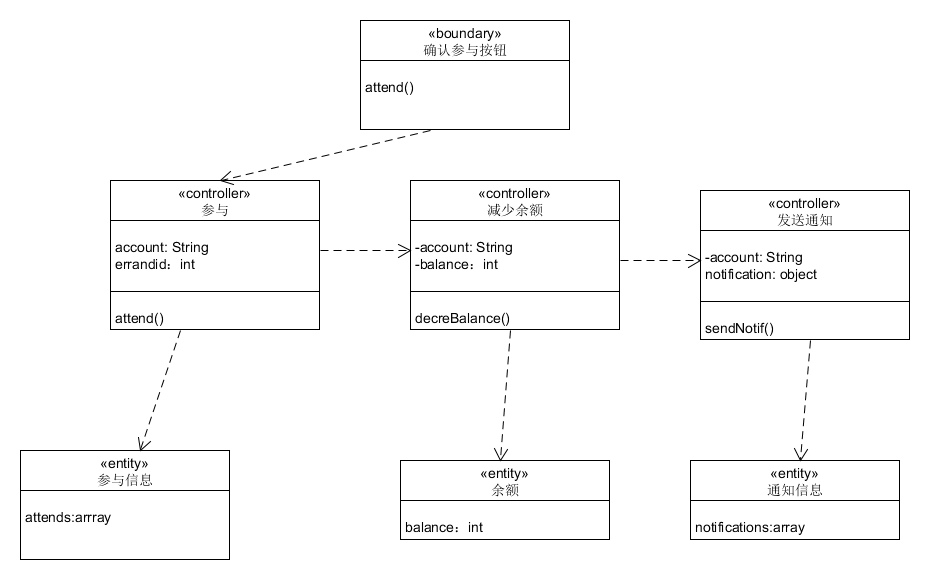 «boundary»
确认参与按钮
attend()
«controller»
参与
account: String
errandid：int
attend()
«controller»
减少余额
-account: String
-balance：int
decreBalance()
«controller»
发送通知
-account: String
notification: object
sendNotif()
«entity»
参与信息
attends:arrray
«entity»
余额
balance：int
«entity»
通知信息
notifications:array